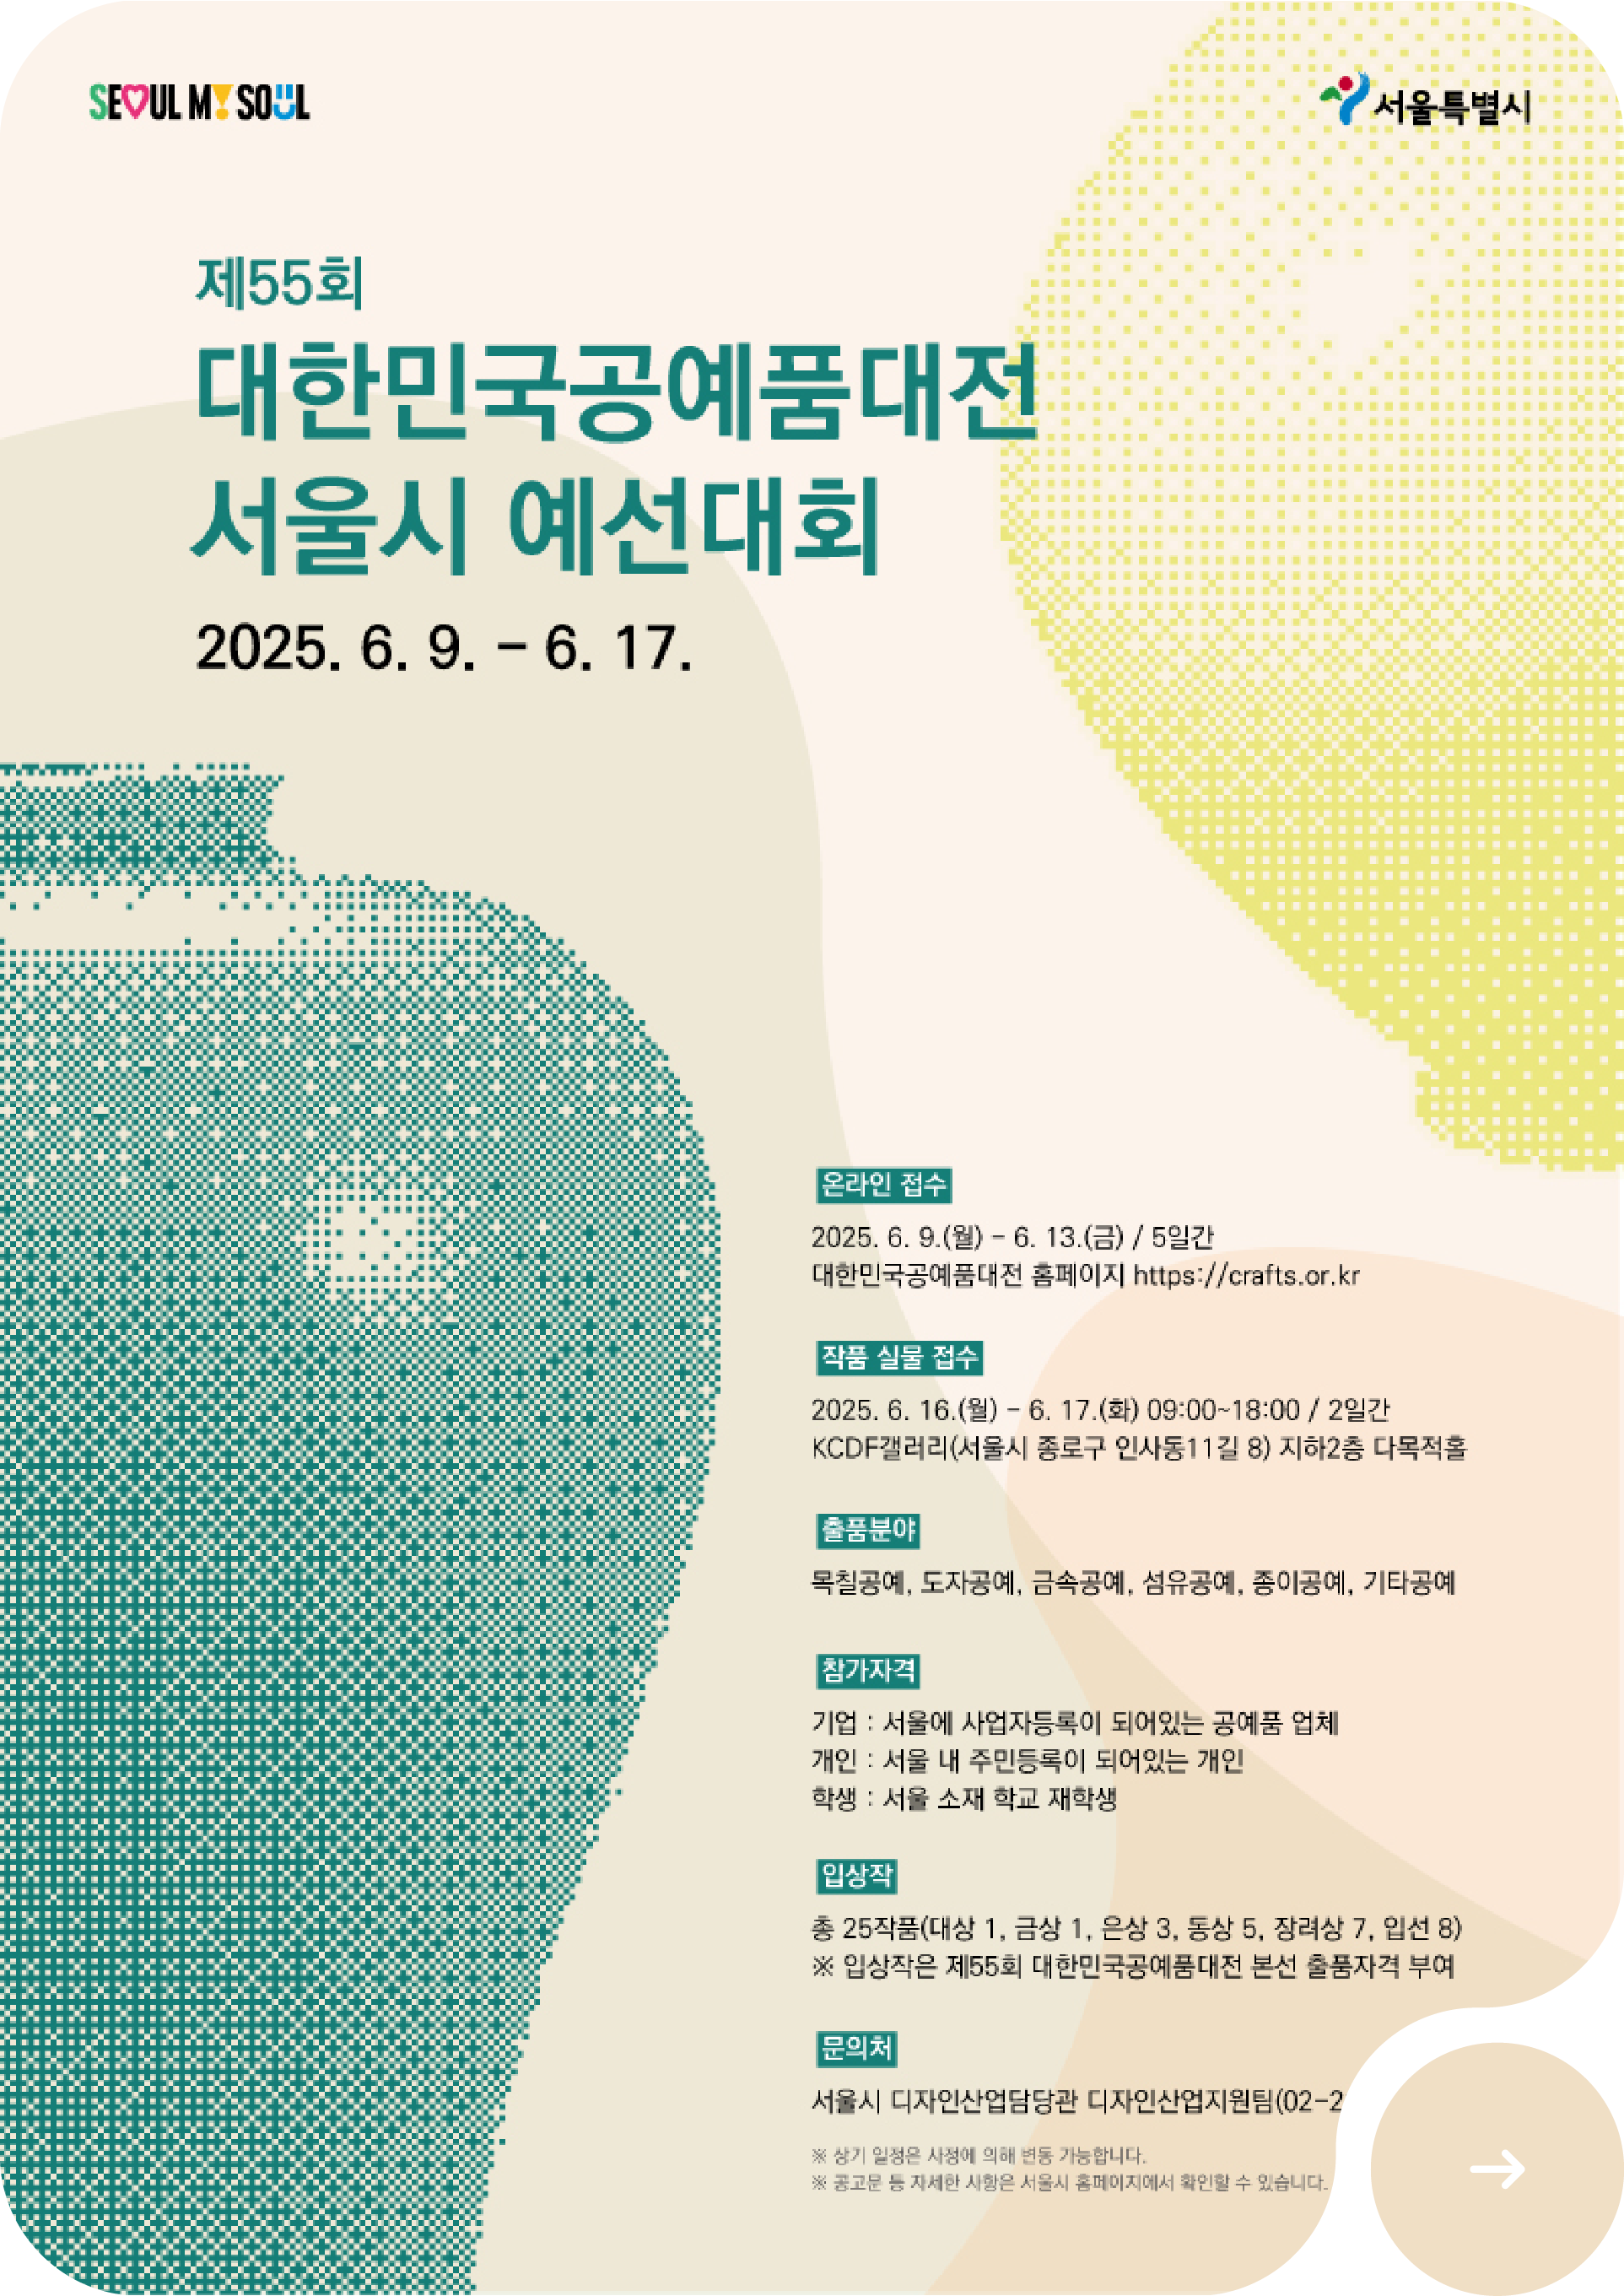 SEOUL MY SOUL
서울특별시
제55회
대한민국공예품대전
서울시 예선대회
2025. 6. 9. – 6. 17.
온라인 접수
2025. 6. 9.(월) – 6. 13.(금) / 5일간
대한민국공예품대전 홈페이지 https://crafts.or.kr
작품 실물 접수
2025. 6. 16.(월) – 6. 17.(화) 09:00~18:00 / 2일간
KCDF갤러리(서울시 종로구 인사동11길 8) 지하2층 다목적홀
출품분야
목칠공예, 도자공예, 금속공예, 섬유공예, 종이공예, 기타공예
참가자격
기업 : 서울에 사업자등록이 되어있는 공예품 업체
개인 : 서울 내 주민등록이 되어있는 개인
학생 : 서울 소재 학교 재학생
입상작
총 25작품(대상 1, 금상 1, 은상 3, 동상 5, 장려상 7, 입선 8)
※ 입상작은 제55회 대한민국공예품대전 본선 출품자격 부여
문의처
서울시 디자인산업담당관 디자인산업지원팀(02-2
※ 상기 일정은 사정에 의해 변동 가능합니다.
※ 공고문 등 자세한 사항은 서울시 홈페이지에서 확인할 수 있습니다.